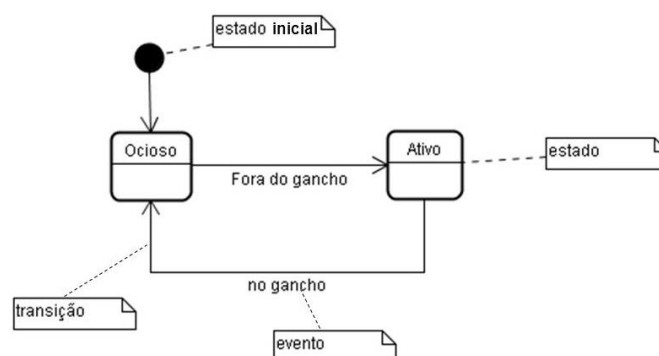 estado inicial
Ocioso
Ativo
estado
Fora do gancho
no gancho
transição
evento